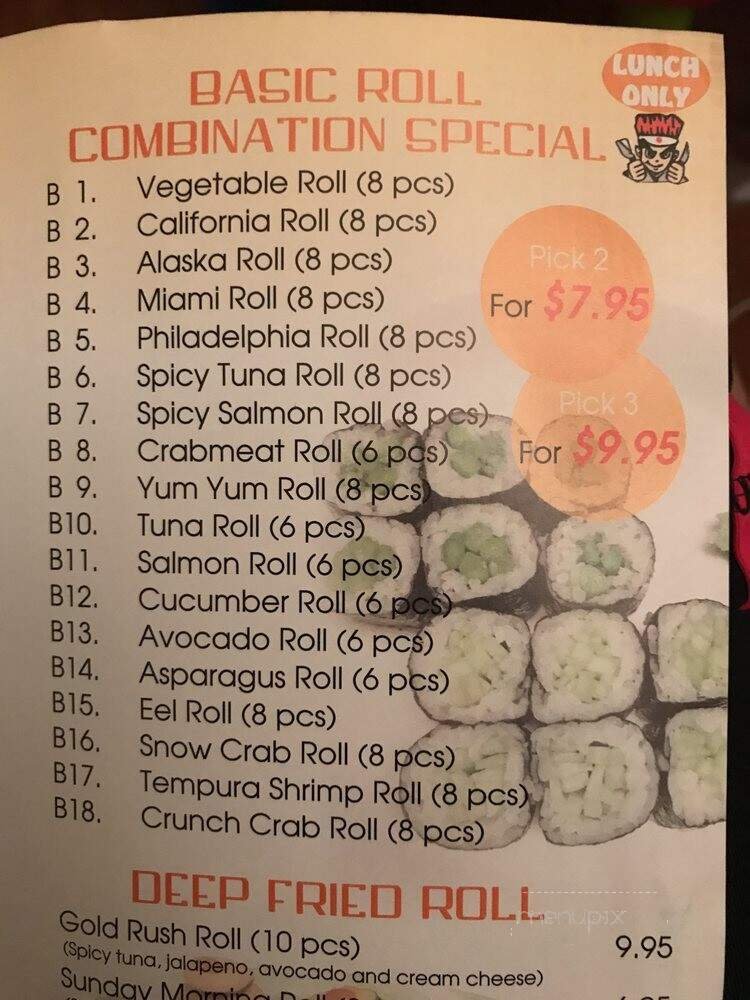 LUNCH
ONLY
BASIC ROLL
COMBINATION SPECIAL
B 1. Vegetable Roll (8 pcs)
B 2. California Roll (8 pcs)
B 3. Alaska Roll (8 pcs)
B 4. Miami Roll (8 pcs)
B 5. Philadelphia Roll (8 pcs)
B 6. Spicy Tuna Roll (8 pcs)
B 7. Spicy Salmon Roll (8 pcs)
B 8. Crabmeat Roll (6 pcs)
B 9. Yum Yum Roll (8 pcs)
B10. Tuna Roll (6 pcs)
B11. Salmon Roll (6 pcs)
B12. Cucumber Roll (6 pcs)
B13. Avocado Roll (6 pcs)
B14. Asparagus Roll (6 pcs)
B15. Eel Roll (8 pcs)
B16. Snow Crab Roll (8 pcs)
B17. Tempura Shrimp Roll (8 pcs)
B18. Crunch Crab Roll (8 pcs)
Pick 2
For $7.95
Pick 3
For $9.95
DEEP FRIED ROLL
menupix
Gold Rush Roll (10 pcs) 9.95
(Spicy tuna, jalapeno, avocado and cream cheese)
Sunday Morning Roll